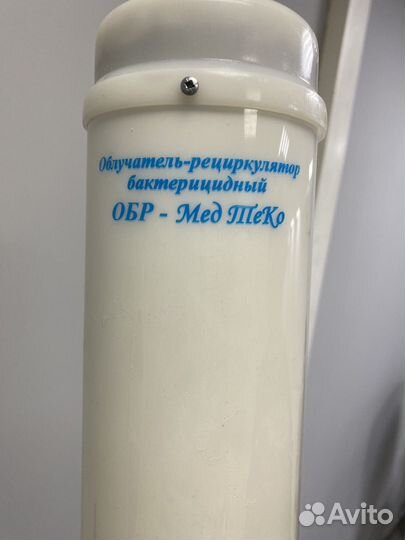 Облучатель-рециркулятор
бактерицидный
ОБР - Мед ТеКо
Avito